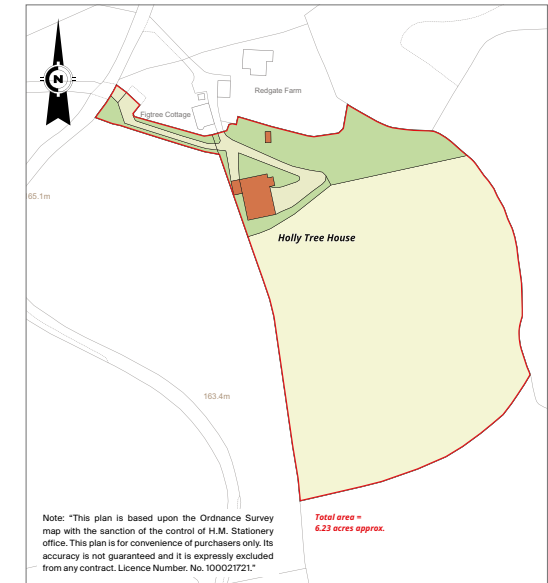 N
Redgate Farm
Figtree Cottage
65.1m
Holly Tree House
163.4m
Total area =
6.23 acres approx.
Note: “This plan is based upon the Ordnance Survey
map with the sanction of the control of H.M. Stationery
office. This plan is for convenience of purchasers only. Its
accuracy is not guaranteed and it is expressly excluded
from any contract. Licence Number. No. 100021721.”